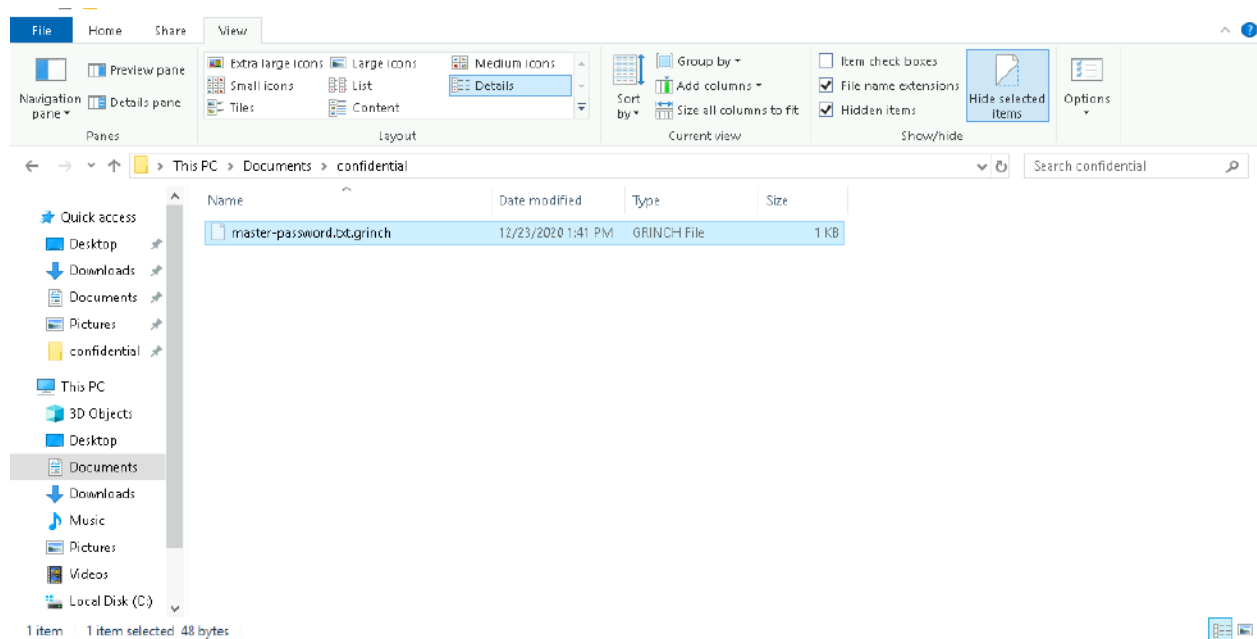 File Home Share View
Preview pane
Details pane
Navigation pane
Panes
Extra large icons Large icons Medium icons
Small icons List Details
Tiles Content
Layout
Sort by
Group by
Add columns
Size all columns to fit
Current view
Item check boxes
File name extensions
Hidden items
Hide selected items
Options
Show/hide
This PC > Documents > confidential
Search confidential
Name Date modified Type Size
master-password.txt.grinch 12/23/2020 1:41 PM GRINCH File 1 KB
Quick access
Desktop
Downloads
Documents
Pictures
confidential
This PC
3D Objects
Desktop
Documents
Downloads
Music
Pictures
Videos
Local Disk (C:)
1 item 1 item selected 48 bytes